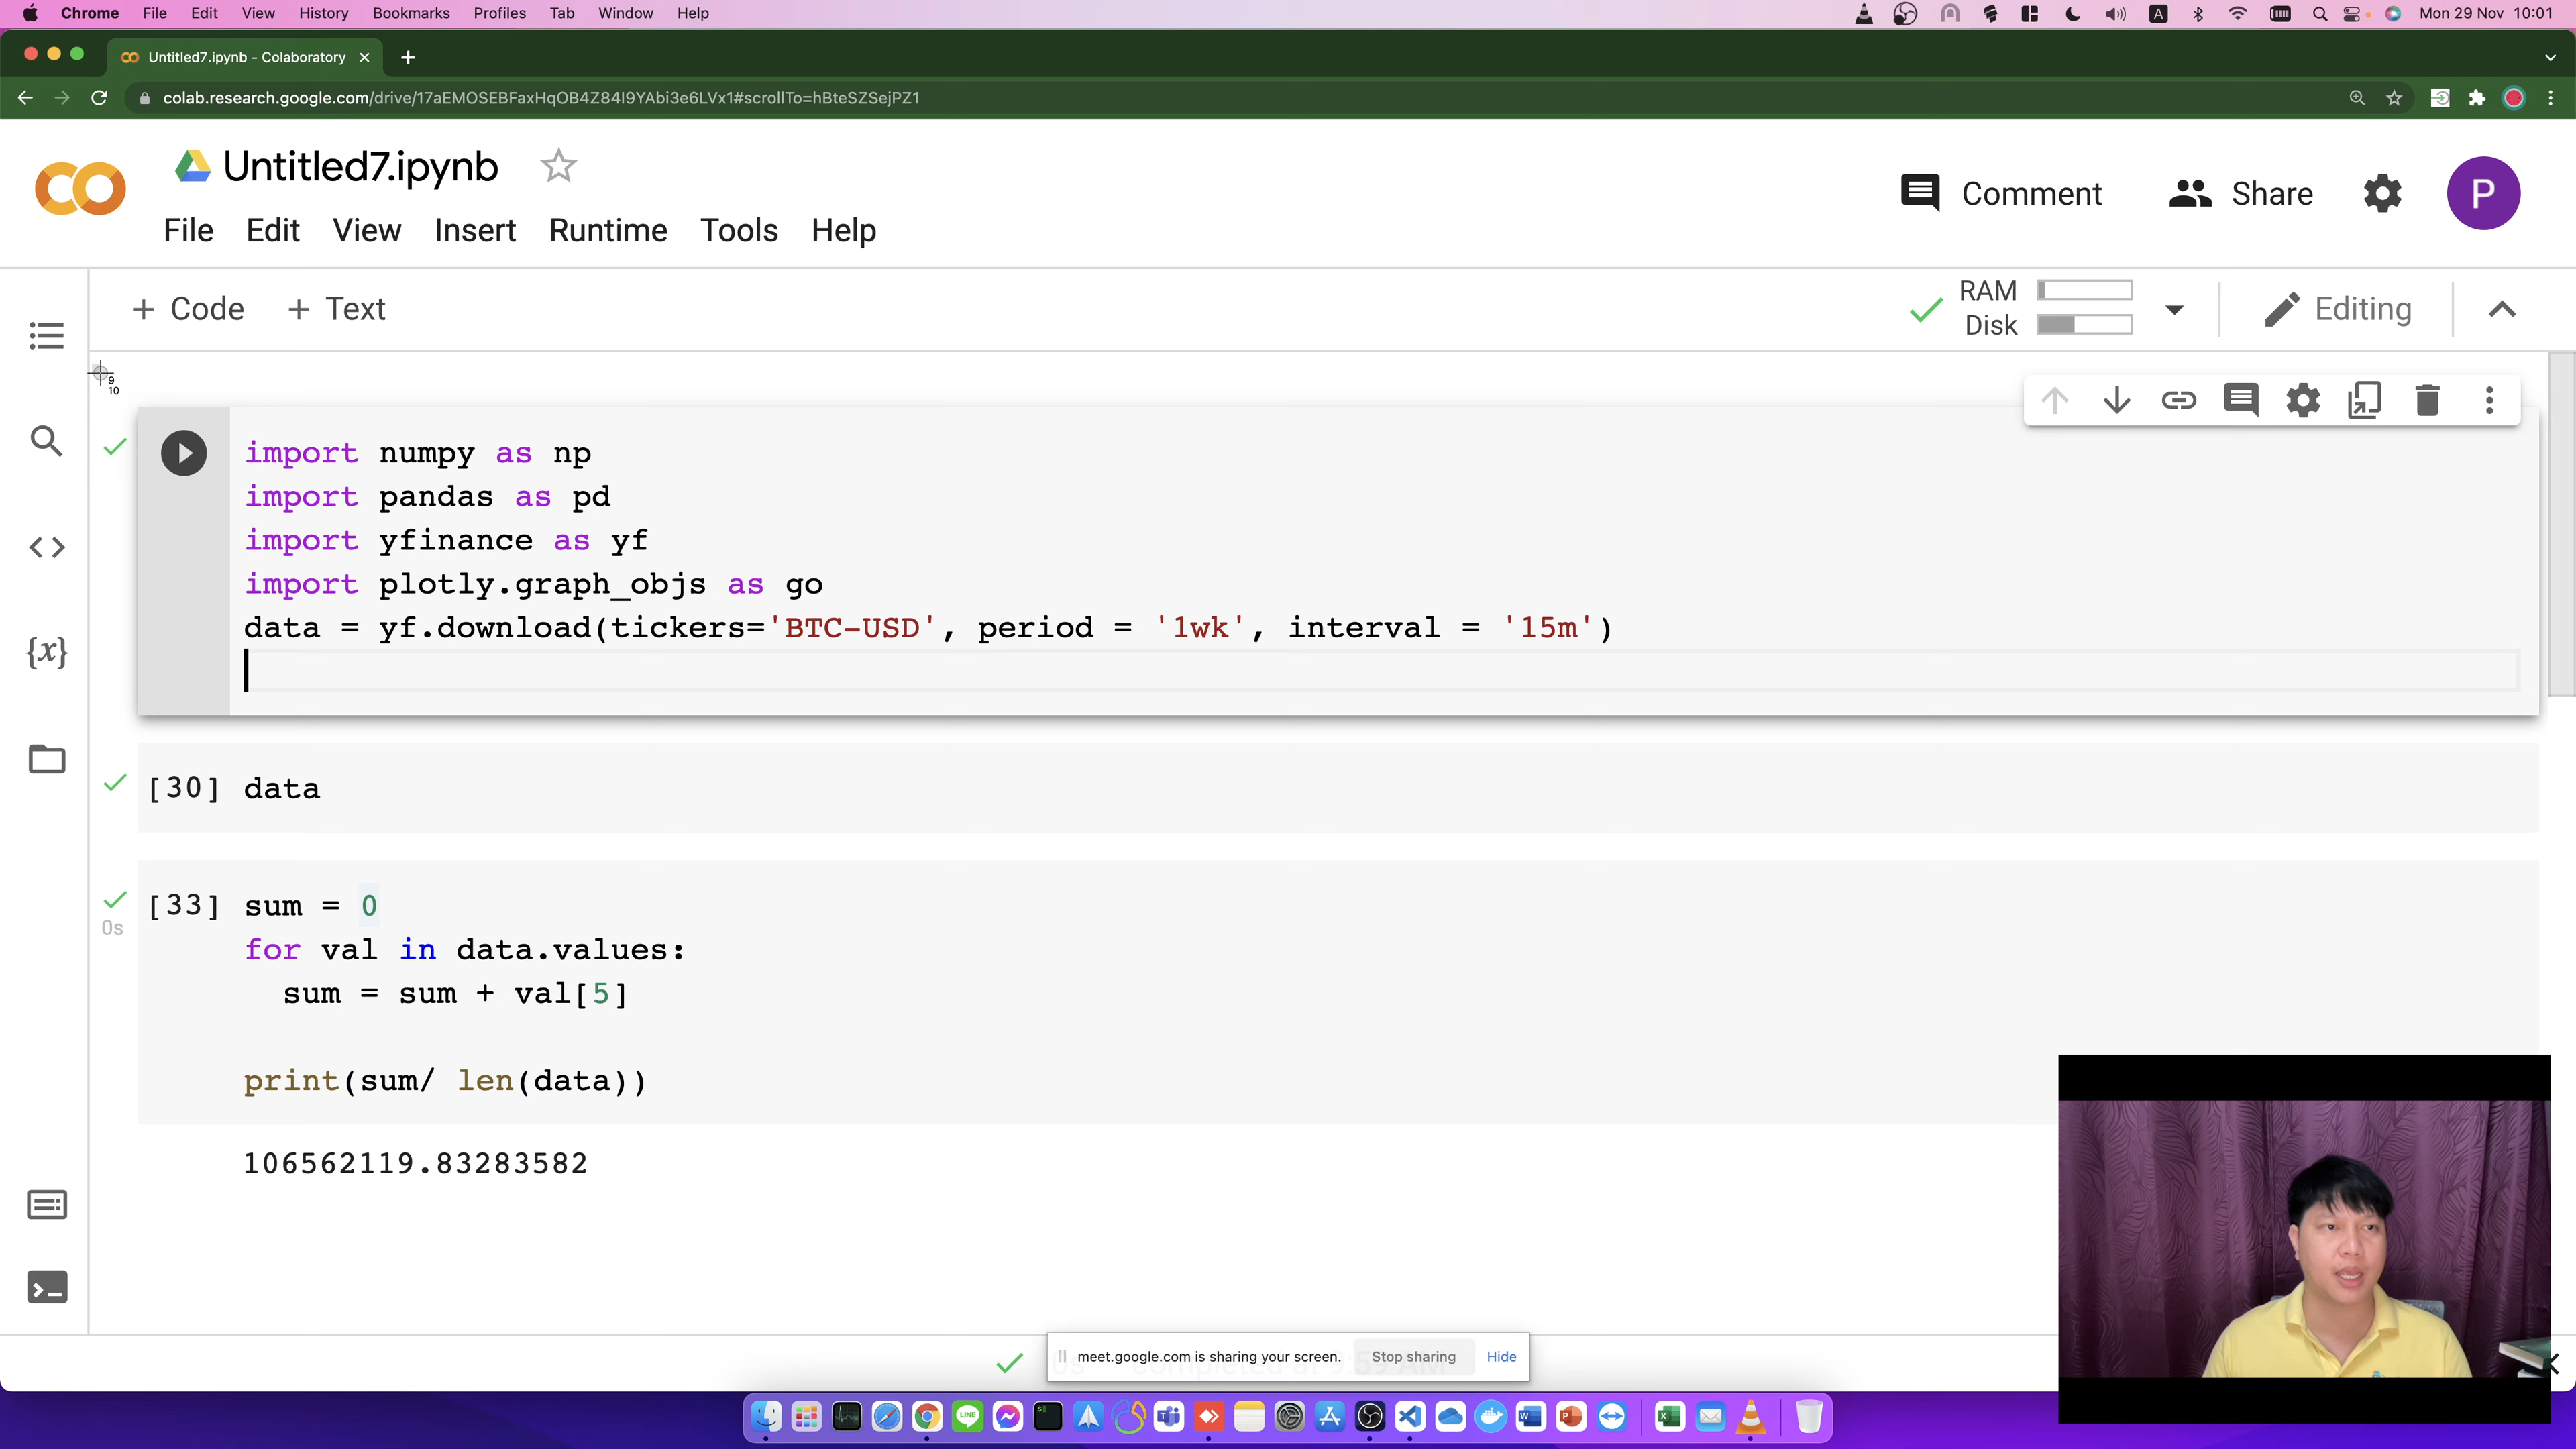 Chrome File Edit View History Bookmarks Profiles Tab Window Help A Mon 29 Nov 10:01
Untitled7.ipynb - Colaboratory
colab.research.google.com/drive/17aEMOSEBFaxHqOB4Z84I9YAbi3e6LVx1#scrollTo=hBteSZSejPZ1
Untitled7.ipynb
Comment Share P
File Edit View Insert Runtime Tools Help
+ Code + Text
RAM
Disk
Editing
9
10
import numpy as np
import pandas as pd
import yfinance as yf
import plotly.graph_objs as go
data = yf.download(tickers='BTC-USD', period = '1wk', interval = '15m')
{x}
[30] data
[33] sum = 0
0s
for val in data.values:
sum = sum + val[5]
print(sum/ len(data))
106562119.83283582
meet.google.com is sharing your screen. Stop sharing Hide
LINE